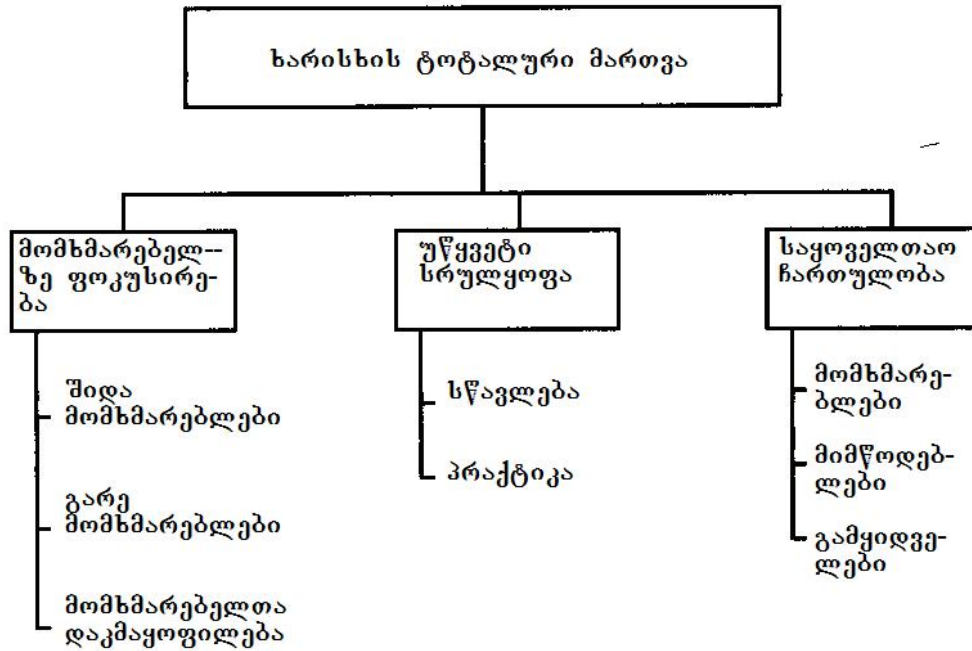 ხარისხის ტოტალური მართვა
მომხმარებელ--
ზე ფოკუსირე-
ბა
შიდა
მომხმარებლები
გარე
მომხმარებლები
მომხმარებელთა
დაკმაყოფილება
უწყვეტი
სრულყოფა
სწავლება
პრაქტიკა
საყოველთაო
ჩართულობა
მომხმარე-
ბლები
მიმწოდებ-
ლები
გამყიდვე-
ლები